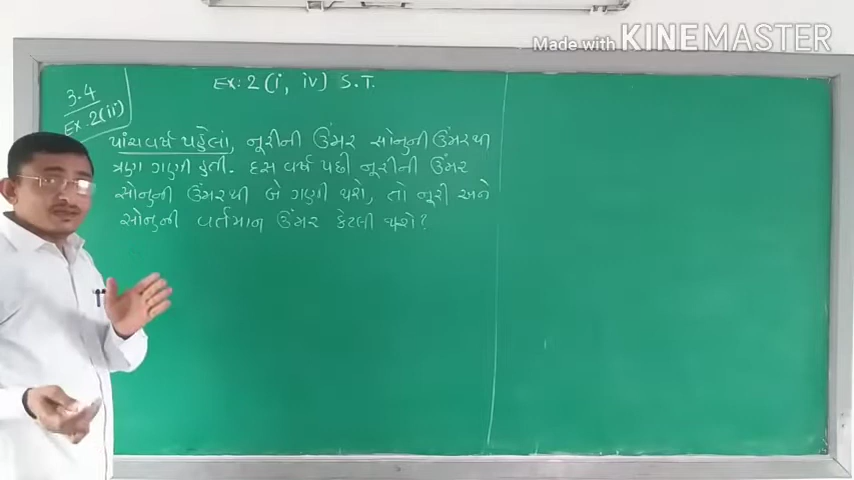 Made with KINEMASTER
Ex: 2 (i, iv) S.T.
3.4
Ex. 2(ii)
પાંચ વર્ષ પહેલાં, નૂરીની ઉંમર સોનુની ઉંમરથી
ત્રણ ગણી હતી. દસ વર્ષ પછી નૂરીની ઉંમર
સોનુની ઉંમરથી બે ગણી થશે, તો નૂરી અને
સોનુની વર્તમાન ઉંમર કેટલી થશે?